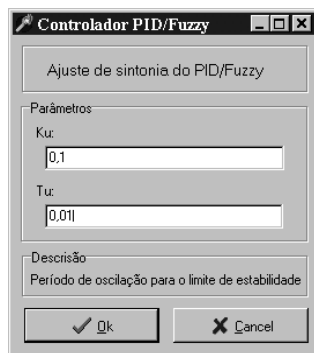 Controlador PID/Fuzzy
Ajuste de sintonia do PID/Fuzzy
Parâmetros
Ku:
0,1
Tu:
0,01
Descrisão
Período de oscilação para o limite de estabilidade
Ok
Cancel